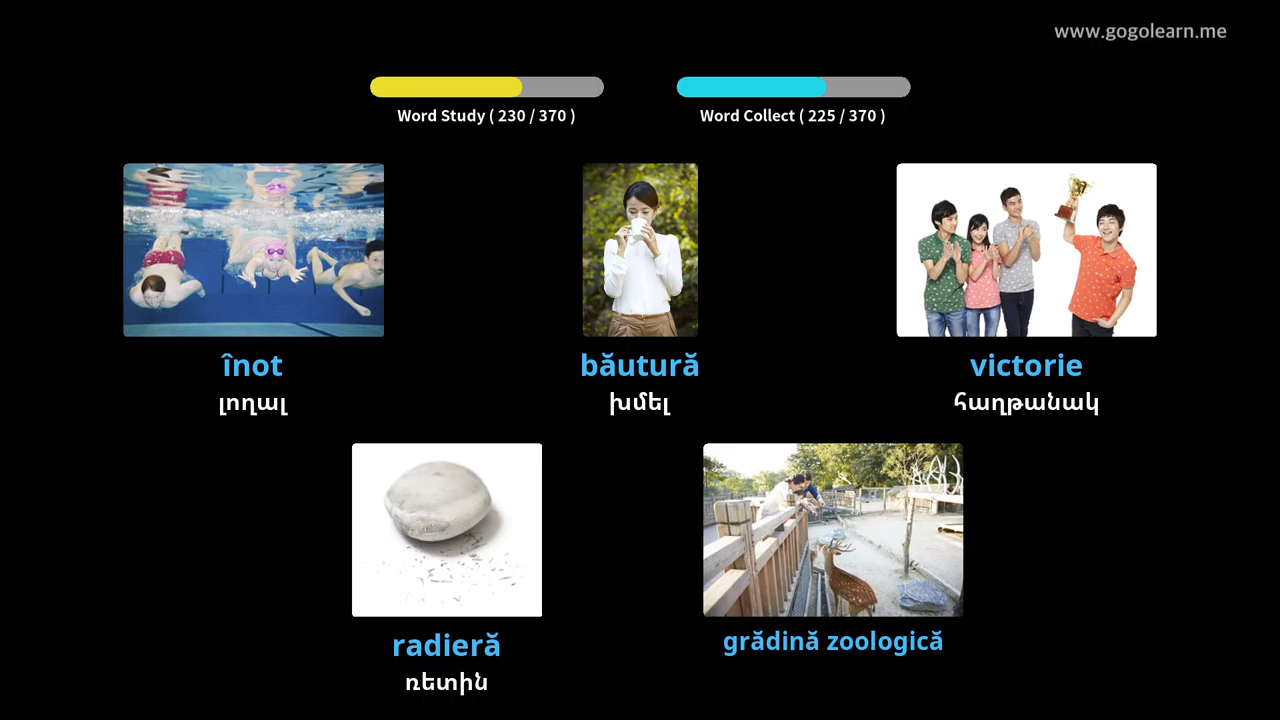 www.gogolearn.me
Word Study ( 230 / 370 )
Word Collect ( 225 / 370 )
înot
լողալ
băutură
խմել
victorie
հաղթանակ
radieră
ռետին
grădină zoologică